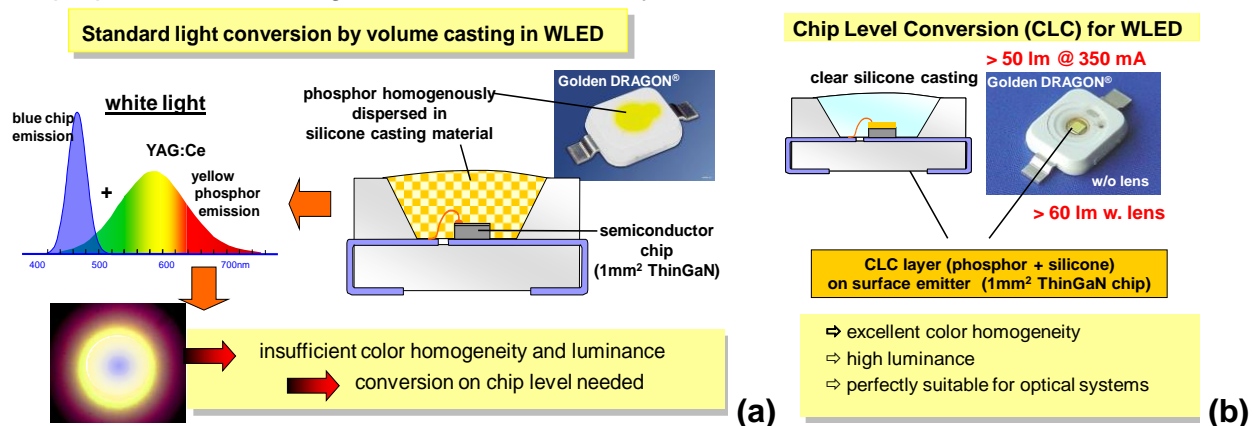 Standard light conversion by volume casting in WLED
white light
blue chip
emission
YAG:Ce
+
yellow
phosphor
emission
400 500 600 700nm
phosphor homogenously
dispersed in
silicone casting material
Golden DRAGON®
semiconductor
chip
(1mm² ThinGaN)
insufficient color homogeneity and luminance
conversion on chip level needed
(a)
Chip Level Conversion (CLC) for WLED
> 50 lm @ 350 mA
clear silicone casting
Golden DRAGON®
w/o lens
> 60 lm w. lens
CLC layer (phosphor + silicone)
on surface emitter (1mm² ThinGaN chip)
⇨ excellent color homogeneity
⇨ high luminance
⇨ perfectly suitable for optical systems
(b)